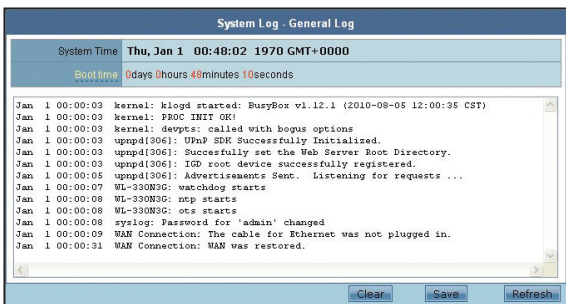 System Log - General Log
System Time Thu, Jan 1 00:48:02 1970 GMT+0000
Boot time 0days 0hours 48minutes 10seconds
Jan 1 00:00:03 kernel: klogd started: BusyBox v1.12.1 (2010-08-05 12:00:35 CST)
Jan 1 00:00:03 kernel: PROC INIT OK!
Jan 1 00:00:03 kernel: devpts: called with bogus options
Jan 1 00:00:03 upnpd[306]: UPnP SDK Successfully Initialized.
Jan 1 00:00:03 upnpd[306]: Succesfully set the Web Server Root Directory.
Jan 1 00:00:03 upnpd[306]: IGD root device successfully registered.
Jan 1 00:00:05 upnpd[306]: Advertisements Sent. Listening for requests ...
Jan 1 00:00:07 WL-330N3G: watchdog starts
Jan 1 00:00:08 WL-330N3G: ntp starts
Jan 1 00:00:08 WL-330N3G: ots starts
Jan 1 00:00:08 syslog: Password for 'admin' changed
Jan 1 00:00:09 WAN Connection: The cable for Ethernet was not plugged in.
Jan 1 00:00:31 WAN Connection: WAN was restored.
Clear Save Refresh